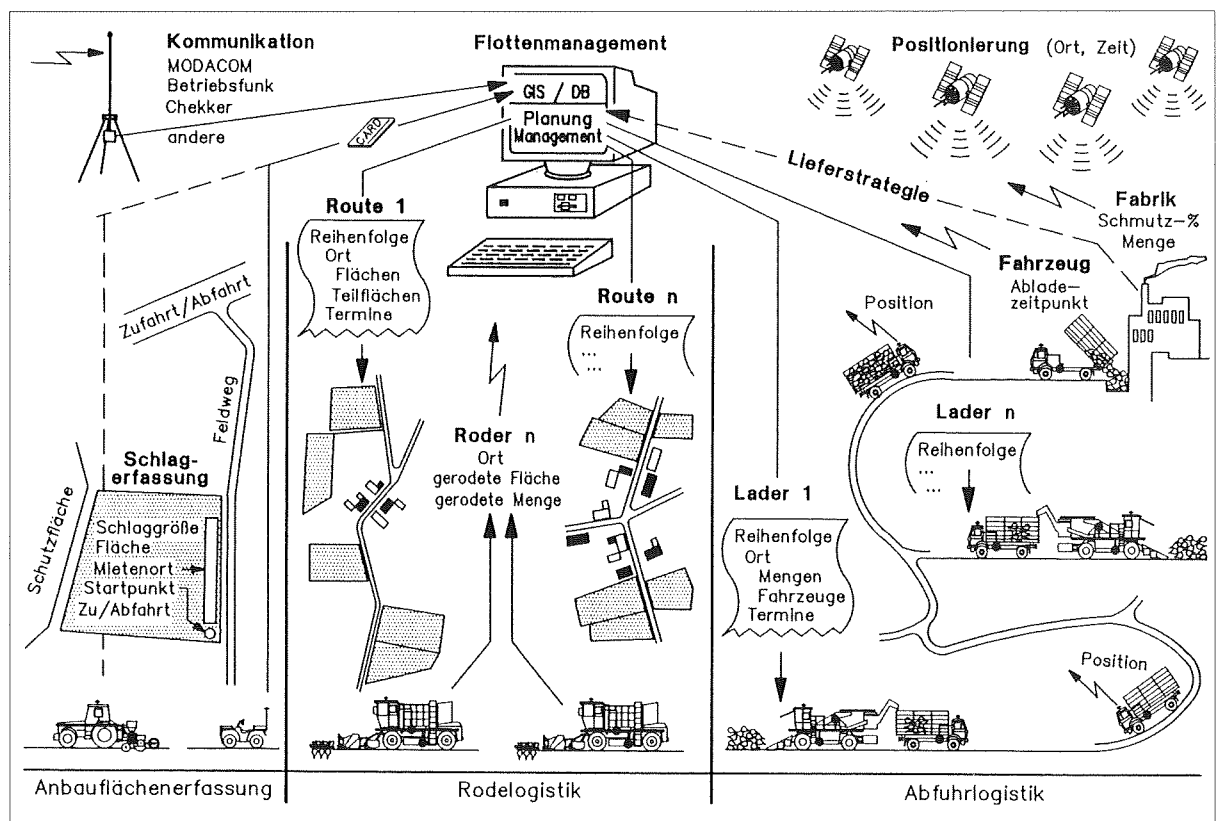 Kommunikation
MODACOM
Betriebsfunk
Chekker
andere
CARD
Flottenmanagement
GIS / DB
Planung
Management
Positionierung (Ort, Zeit)
Lieferstrategie
Fabrik
Schmutz-%
Menge
Fahrzeug
Ablade-
zeitpunkt
Position
Route 1
Reihenfolge
Ort
Flächen
Teilflächen
Termine
Route n
Reihenfolge
...
...
Zufahrt/Abfahrt
Feldweg
Schutzfläche
Schlag-
erfassung
Schlaggröße
Fläche
Mietenort
Startpunkt
Zu/Abfahrt
Roder n
Ort
gerodete Fläche
gerodete Menge
Lader 1
Reihenfolge
Ort
Mengen
Fahrzeuge
Termine
Lader n
Reihenfolge
...
...
Position
Anbauflächenerfassung
Rodelogistik
Abfuhrlogistik